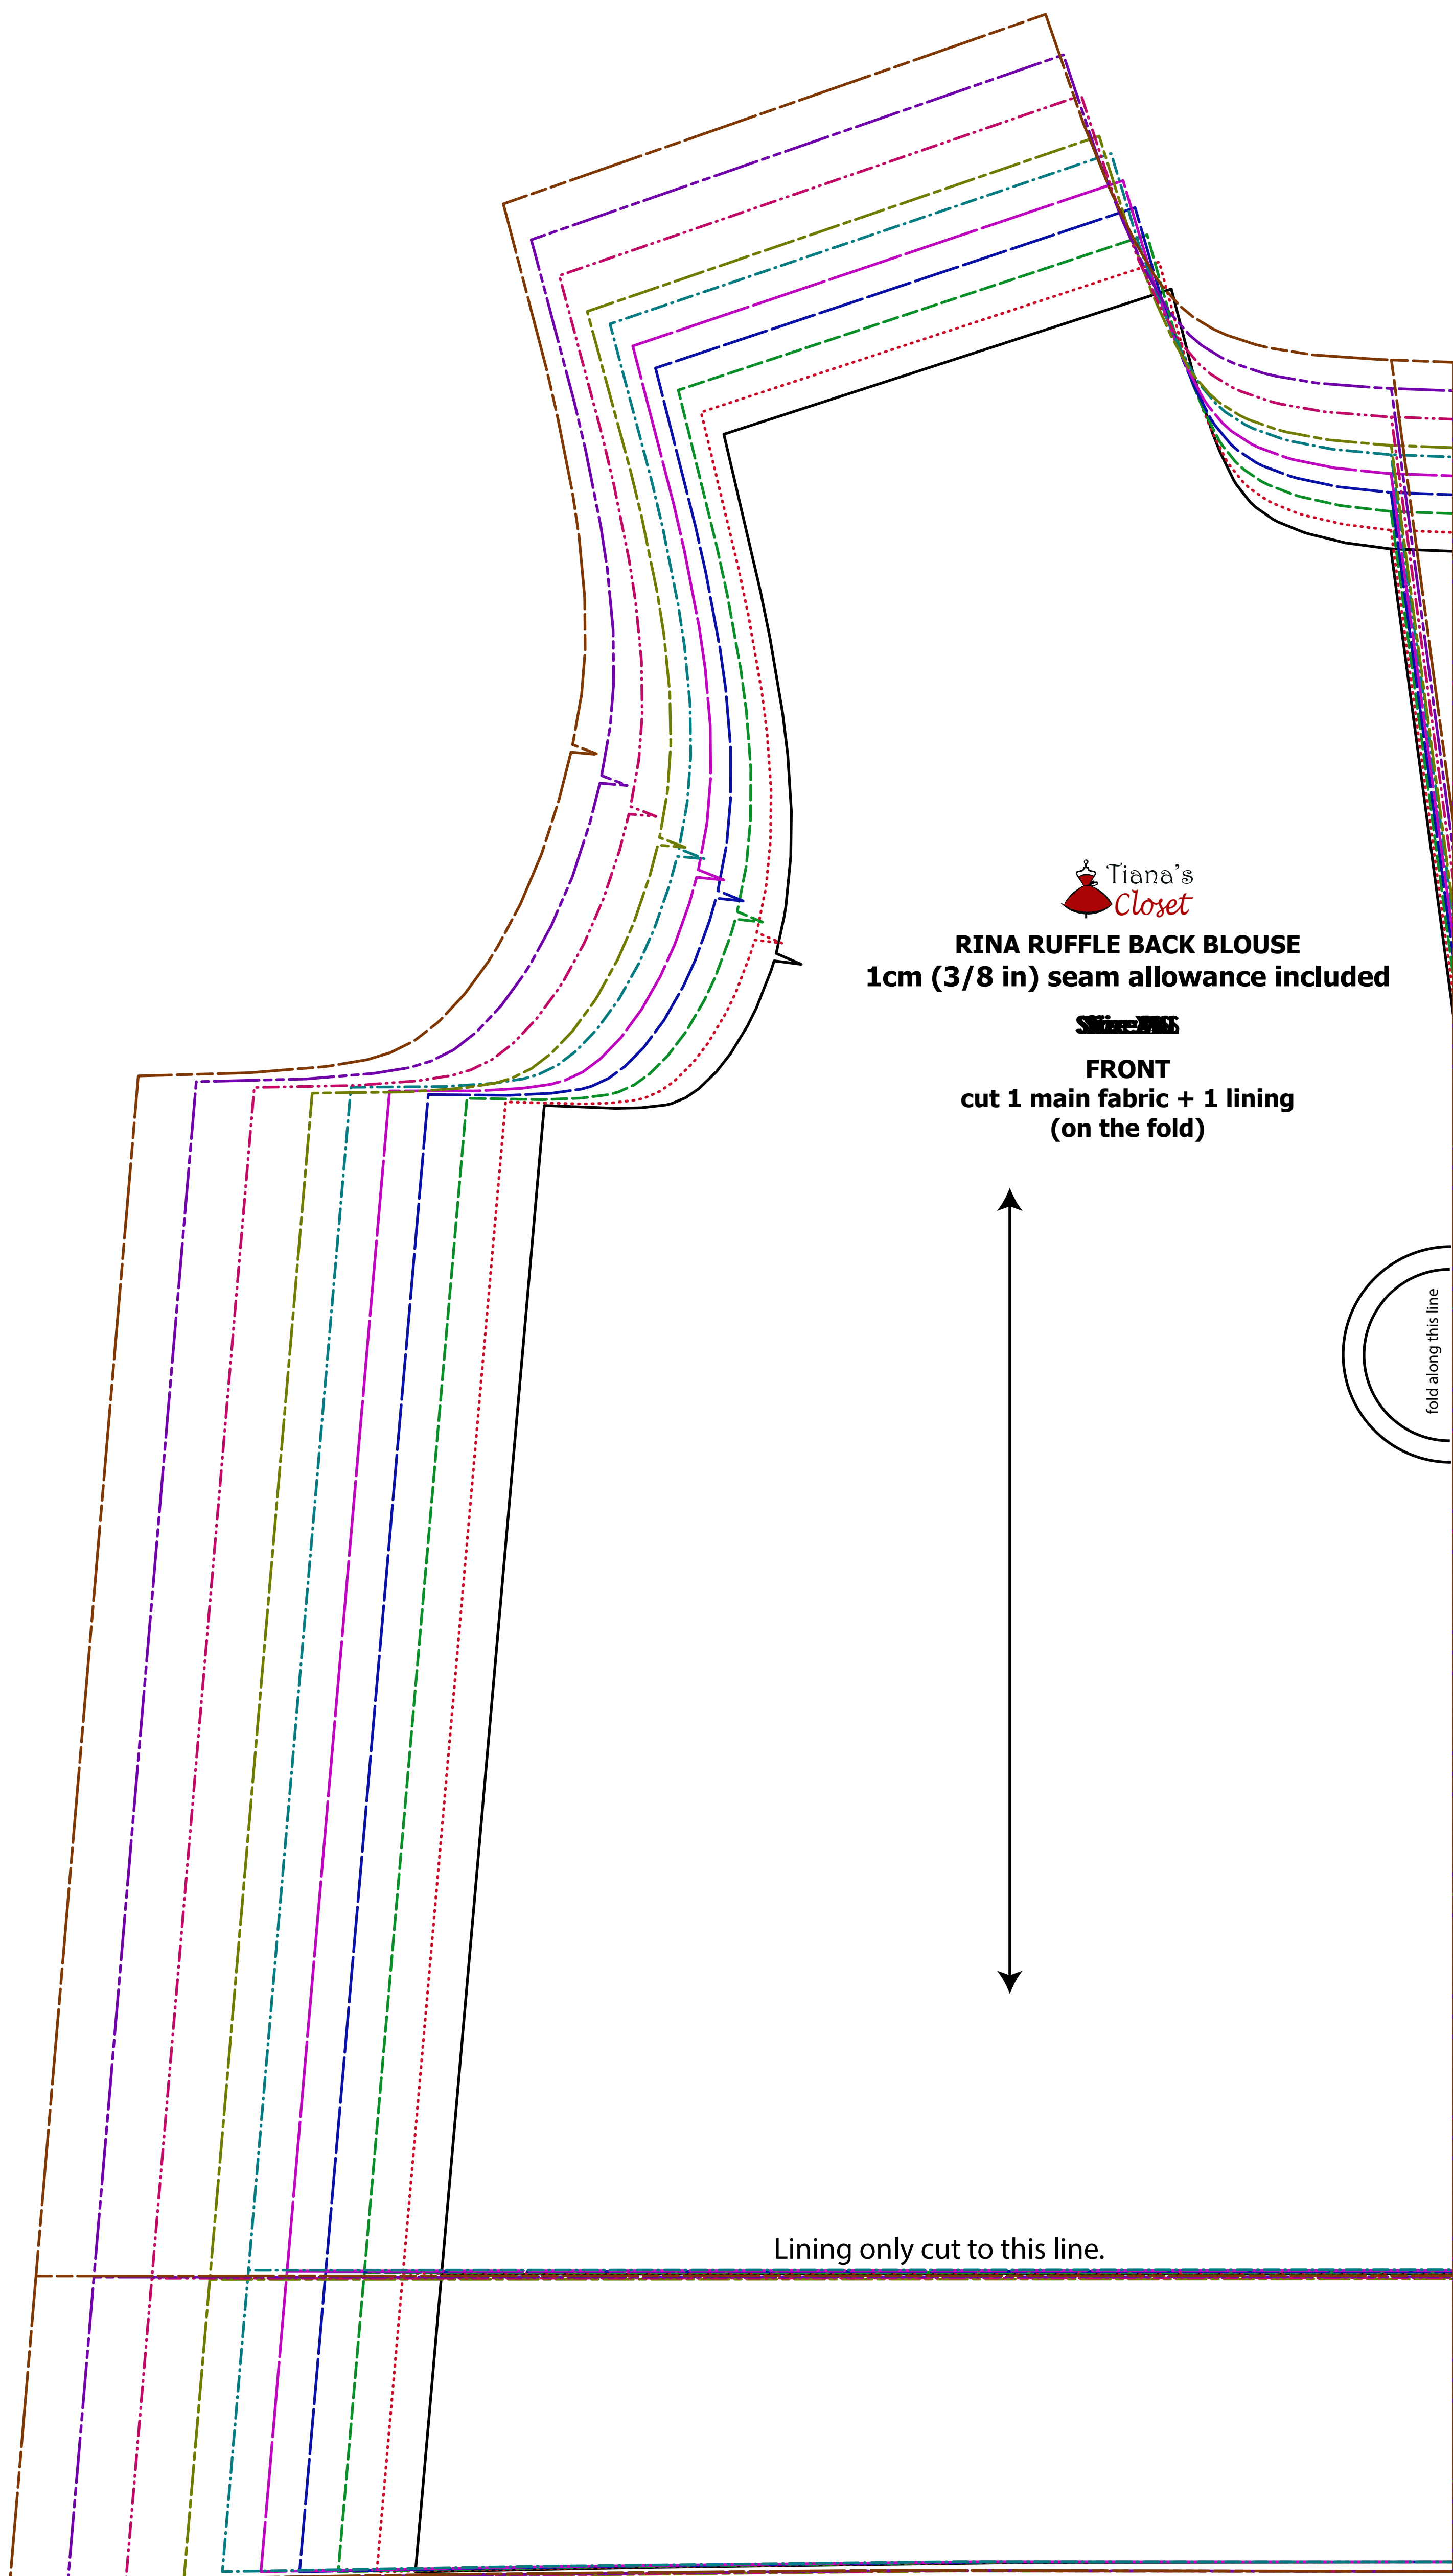 Tiana's
Closet
RINA RUFFLE BACK BLOUSE
1cm (3/8 in) seam allowance included
FRONT
cut 1 main fabric + 1 lining
(on the fold)
fold along this line
Lining only cut to this line.